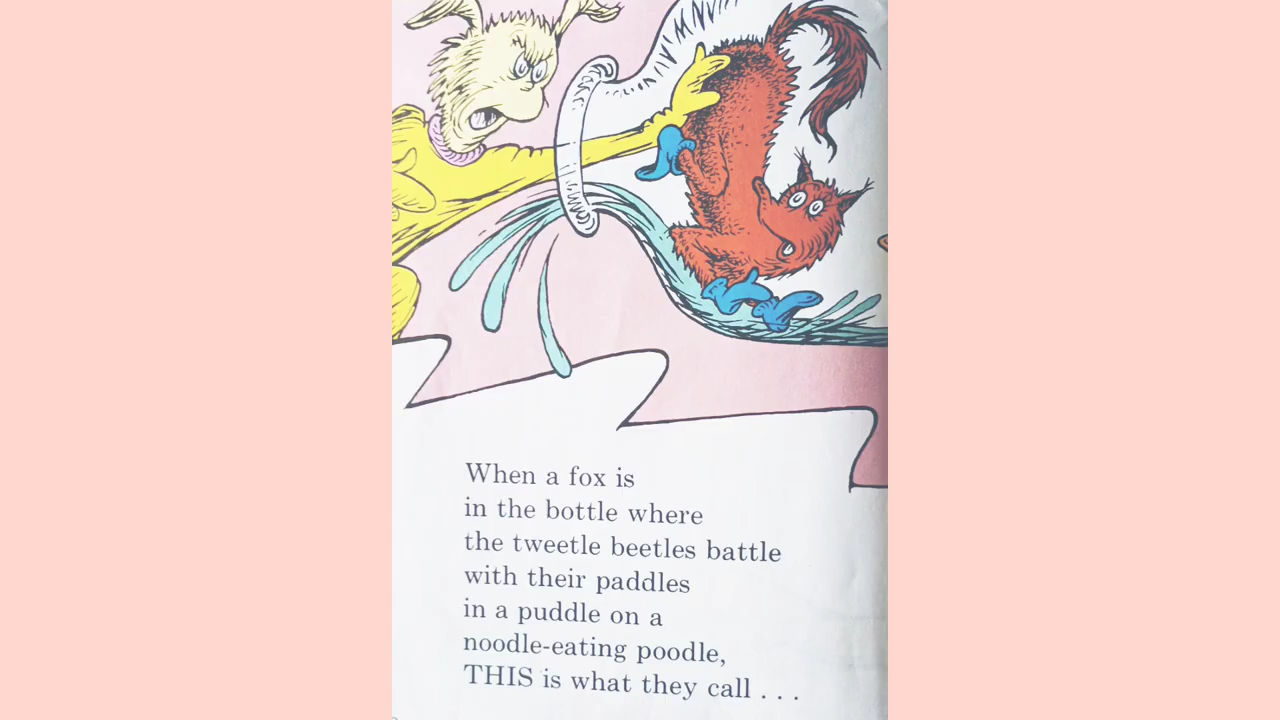 When a fox is
in the bottle where
the tweetle beetles battle
with their paddles
in a puddle on a
noodle-eating poodle,
THIS is what they call . . .